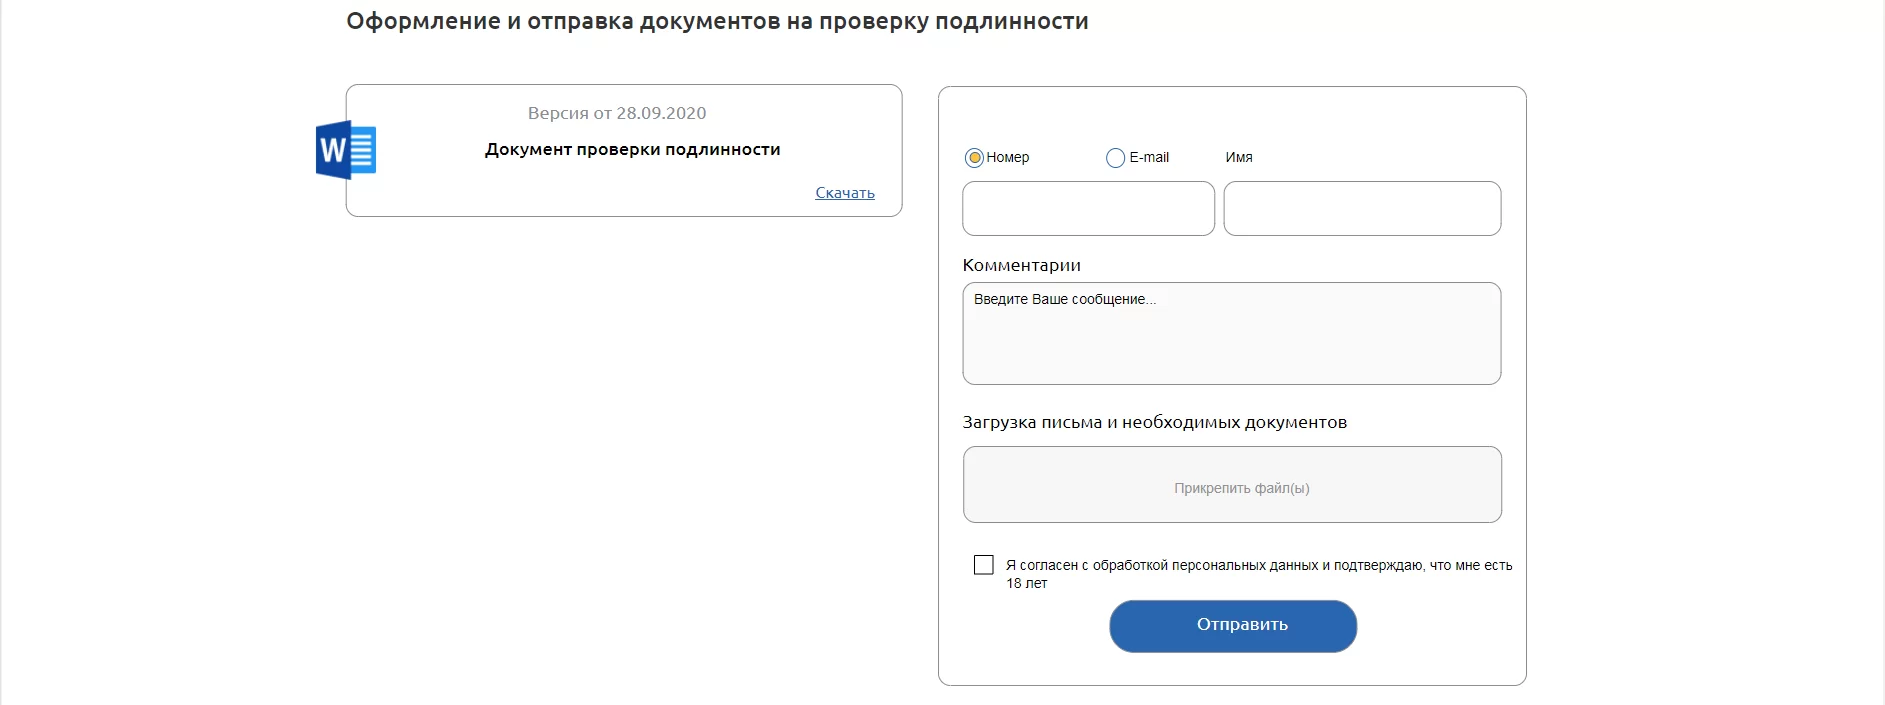 Оформление и отправка документов на проверку подлинности
Версия от 28.09.2020
W
Документ проверки подлинности
Скачать
Номер
E-mail
Имя
Комментарии
Введите Ваше сообщение...
Загрузка письма и необходимых документов
Прикрепить файл(ы)
Я согласен с обработкой персональных данных и подтверждаю, что мне есть
18 лет
Отправить